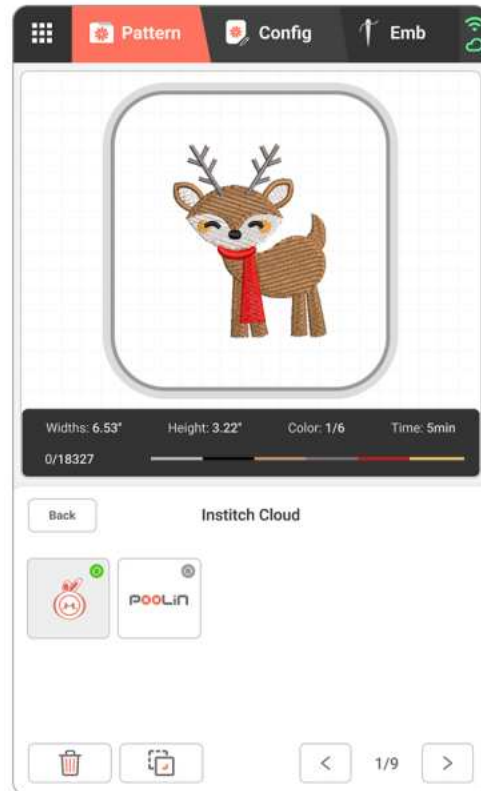 Pattern Config Emb
Widths: 6.53" Height: 3.22" Color: 1/6 Time: 5min
0/18327
Back Institch Cloud
POOLIN
1/9